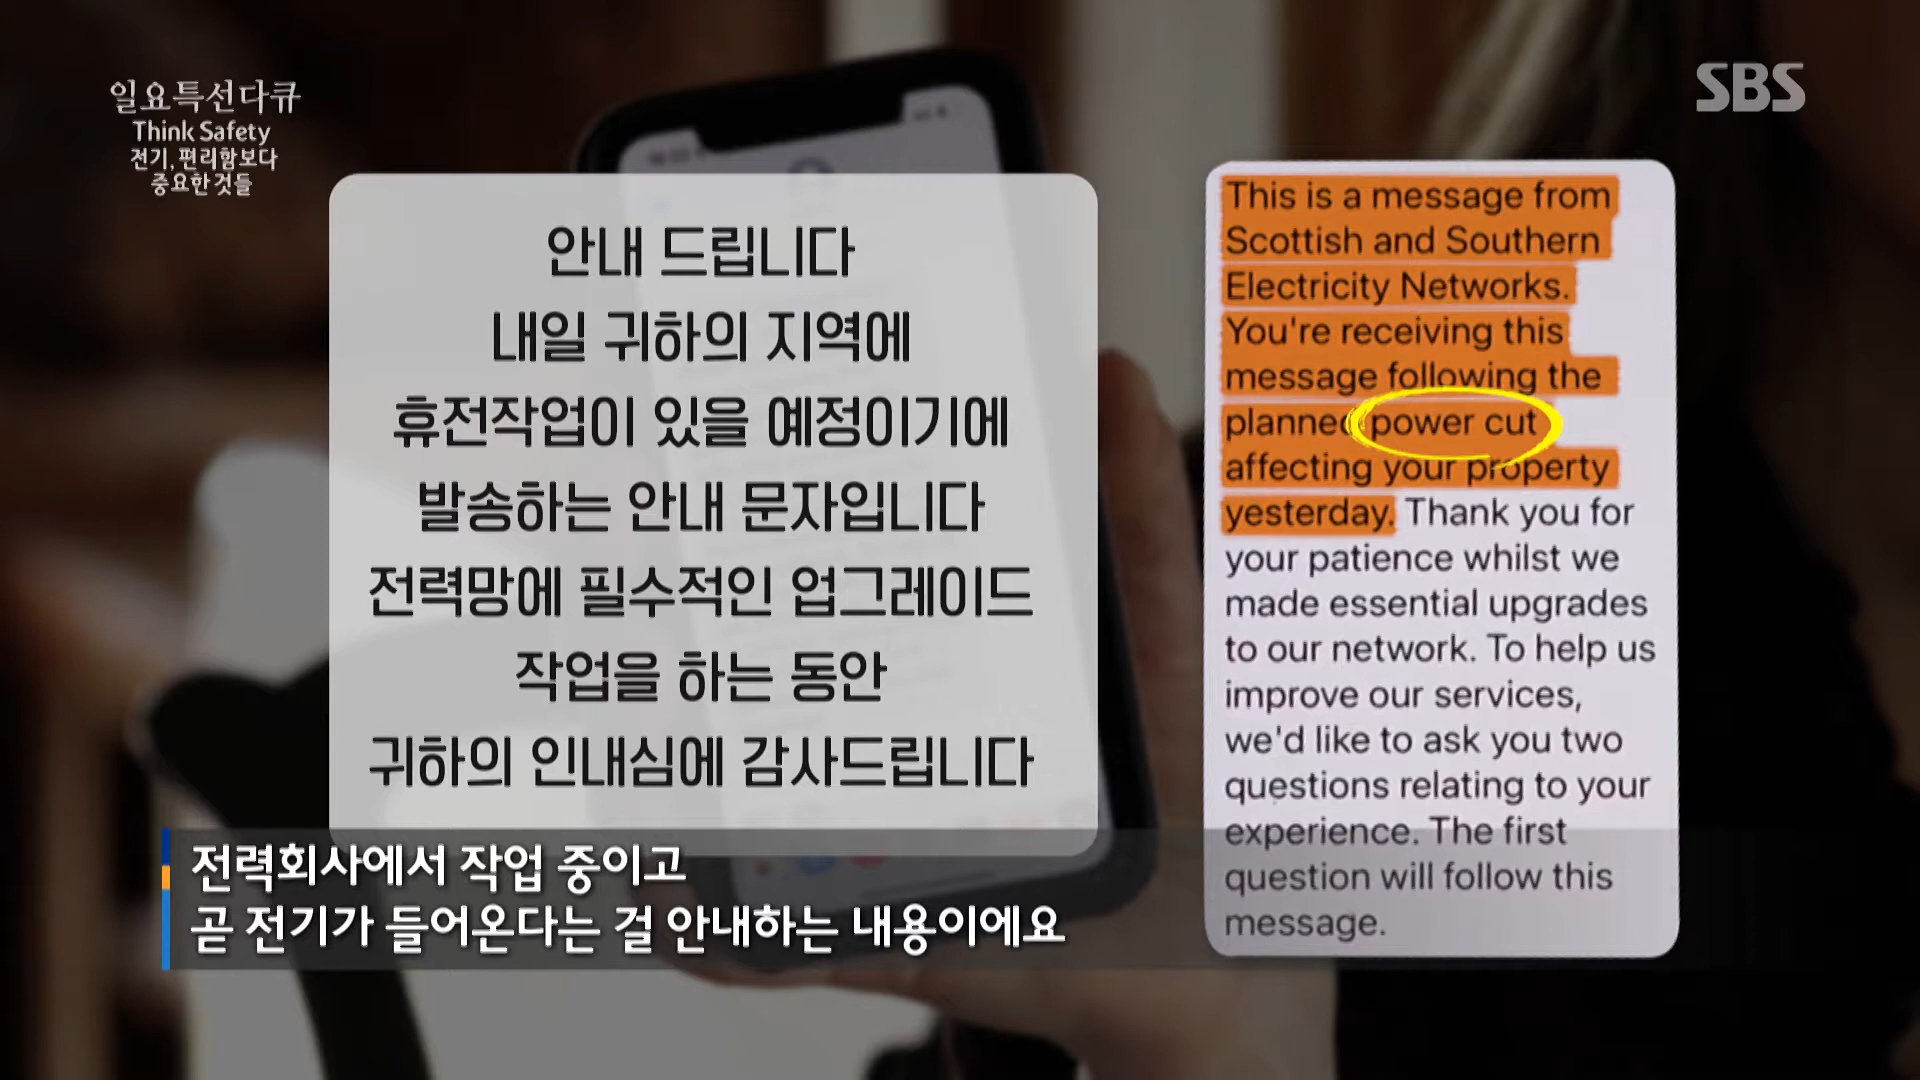 일요특선다큐
Think Safety
전기, 편리함보다
중요한 것들
SBS
안내 드립니다
내일 귀하의 지역에
휴전작업이 있을 예정이기에
발송하는 안내 문자입니다
전력망에 필수적인 업그레이드
작업을 하는 동안
귀하의 인내심에 감사드립니다
This is a message from
Scottish and Southern
Electricity Networks.
You're receiving this
message following the
planned power cut
affecting your property
yesterday. Thank you for
your patience whilst we
made essential upgrades
to our network. To help us
improve our services,
we'd like to ask you two
questions relating to your
experience. The first
question will follow this
message.
전력회사에서 작업 중이고
곧 전기가 들어온다는 걸 안내하는 내용이에요